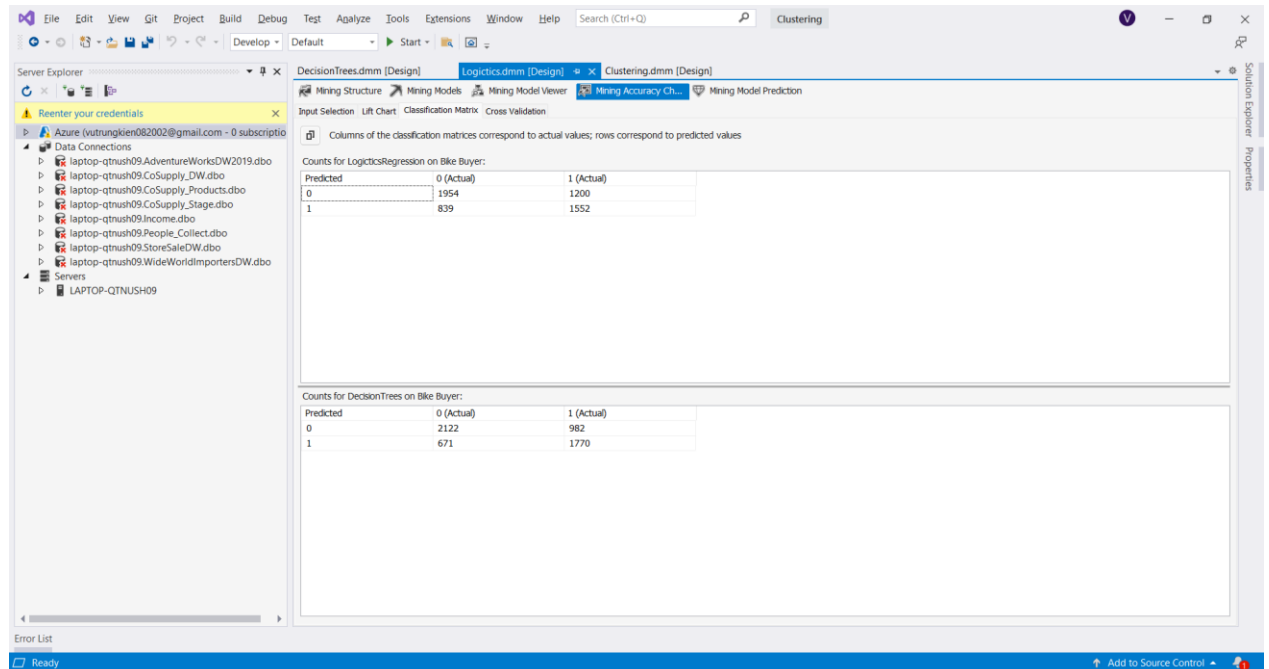 File Edit View Git Project Build Debug Test Analyze Tools Extensions Window Help Search (Ctrl+Q) Clustering V
Develop Default Start
Server Explorer
DecisionTrees.dmm [Design] Logictics.dmm [Design] Clustering.dmm [Design]
Mining Structure Mining Models Mining Model Viewer Mining Accuracy Ch... Mining Model Prediction
Reenter your credentials
Input Selection Lift Chart Classification Matrix Cross Validation
Azure (vutrungkien082002@gmail.com - 0 subscriptio
Data Connections
laptop-qtnush09.AdventureWorksDW2019.dbo
laptop-qtnush09.CoSupply_DW.dbo
laptop-qtnush09.CoSupply_Products.dbo
laptop-qtnush09.CoSupply_Stage.dbo
laptop-qtnush09.Income.dbo
laptop-qtnush09.People_Collect.dbo
laptop-qtnush09.StoreSaleDW.dbo
laptop-qtnush09.WideWorldImportersDW.dbo
Servers
LAPTOP-QTNUSH09
Columns of the classification matrices correspond to actual values; rows correspond to predicted values
Counts for LogicticsRegression on Bike Buyer:
Predicted 0 (Actual) 1 (Actual)
0 1954 1200
1 839 1552
Counts for DecisionTrees on Bike Buyer:
Predicted 0 (Actual) 1 (Actual)
0 2122 982
1 671 1770
Solution Explorer
Properties
Error List
Ready Add to Source Control 1